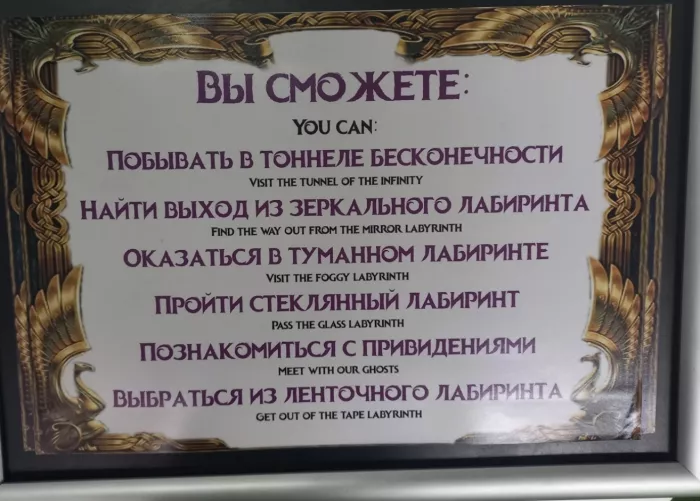 Вы сможете:
You can:
Побывать в тоннеле бесконечности
Visit the tunnel of the infinity
Найти выход из зеркального лабиринта
Find the way out from the mirror labyrinth
Оказаться в туманном лабиринте
Visit the foggy labyrinth
Пройти стеклянный лабиринт
Pass the glass labyrinth
Познакомиться с привидениями
meet with our ghosts
Выбраться из ленточного лабиринта
Get out of the tape labyrinth